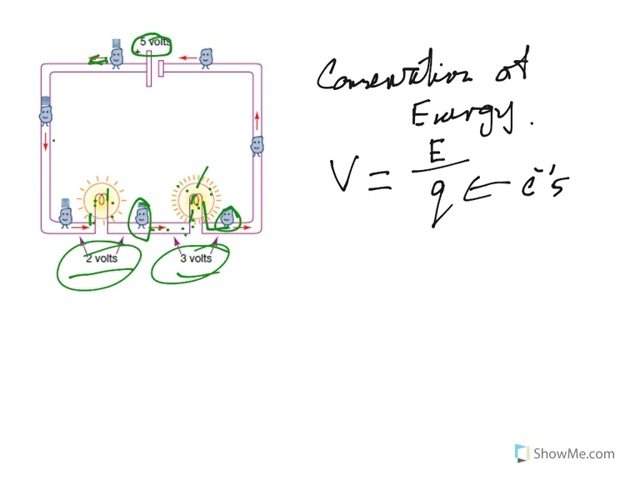 5 volts
+
2 volts
3 volts
Conservation of
Energy.
V = E
q ← e⁻'s
ShowMe.com